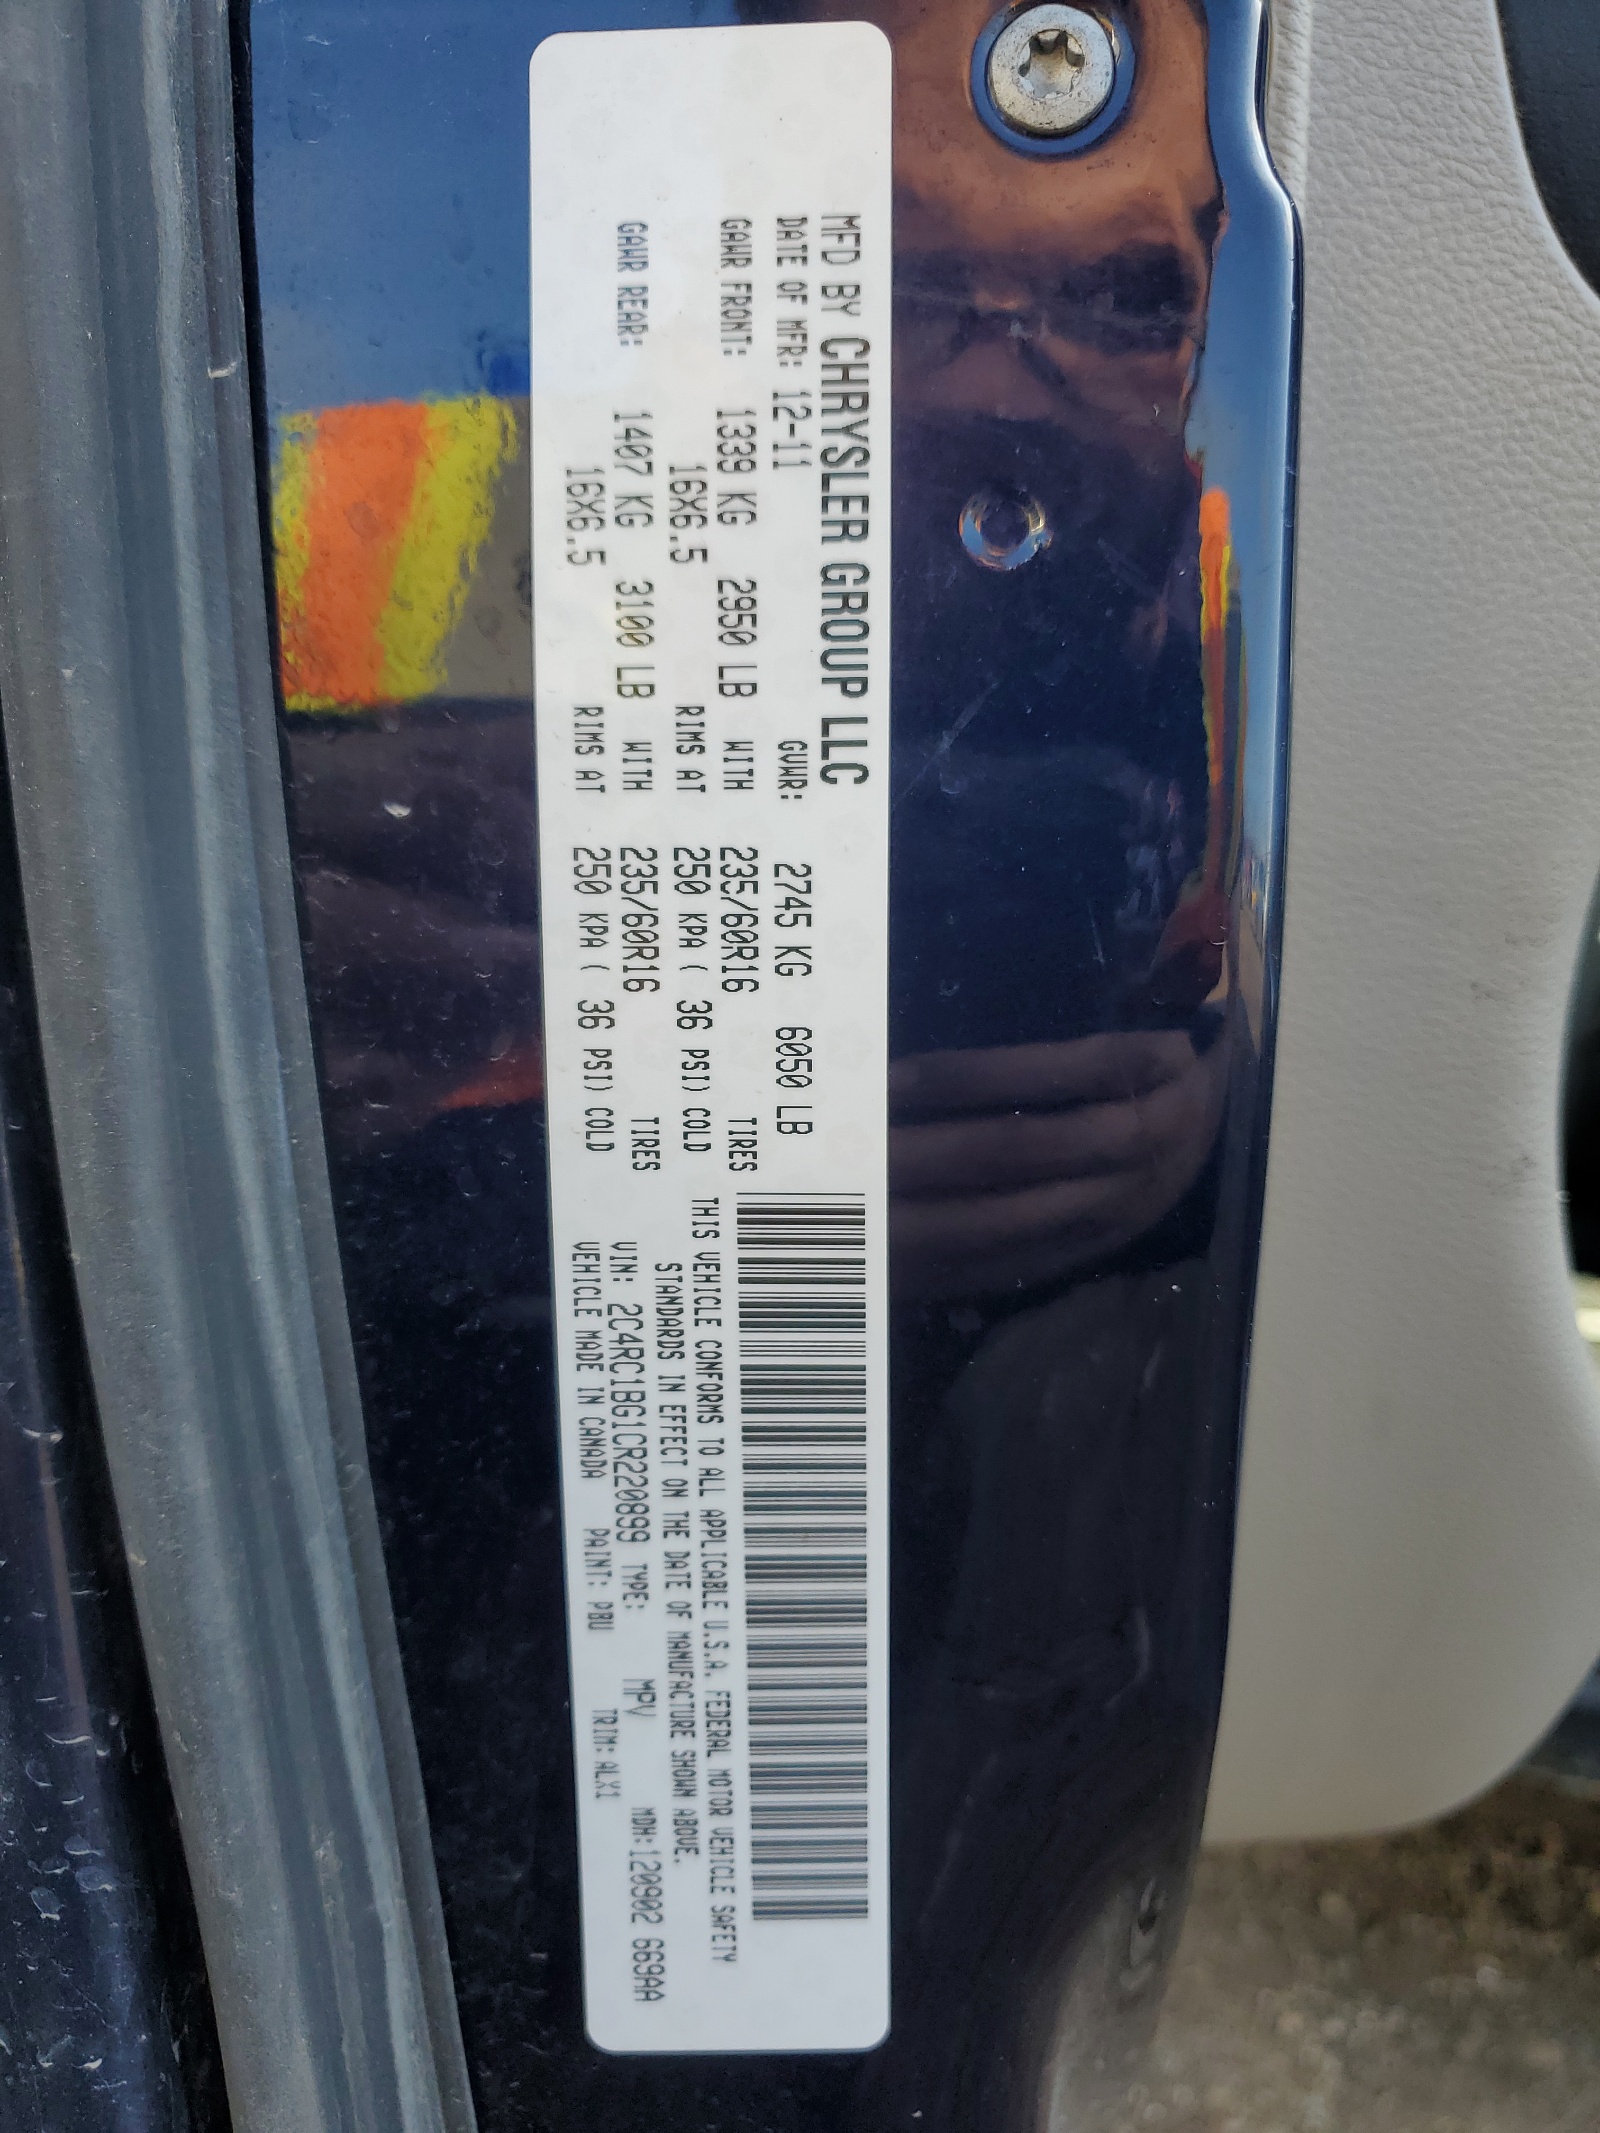 MFD BY CHRYSLER GROUP LLC
DATE OF MFR: 12-11 GVWR: 2745 KG 6050 LB
GAWR FRONT: 1339 KG 2950 LB WITH 235/60R16 TIRES
16X6.5 RIMS AT 250 KPA ( 36 PSI) COLD
GAWR REAR: 1407 KG 3100 LB WITH 235/60R16 TIRES
16X6.5 RIMS AT 250 KPA ( 36 PSI) COLD
THIS VEHICLE CONFORMS TO ALL APPLICABLE U.S.A. FEDERAL MOTOR VEHICLE SAFETY
STANDARDS IN EFFECT ON THE DATE OF MANUFACTURE SHOWN ABOVE.
VIN: 2C4RC1BG1CR220899 TYPE: MPV MDH:120902 669AA
VEHICLE MADE IN CANADA PAINT: PBU TRIM: ALX1